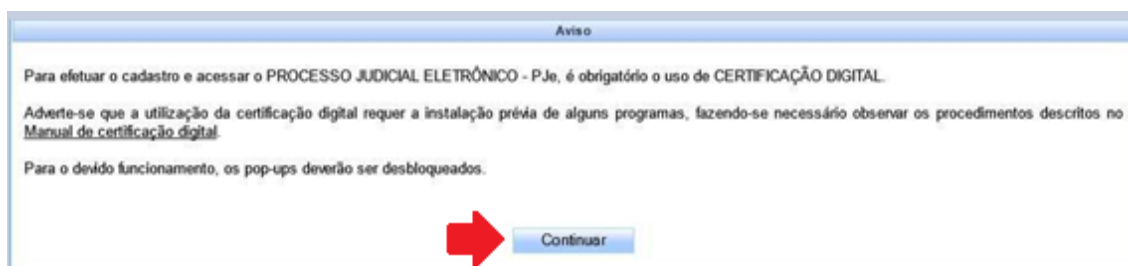 Aviso
Para efetuar o cadastro e acessar o PROCESSO JUDICIAL ELETRÔNICO - PJe, é obrigatório o uso de CERTIFICAÇÃO DIGITAL.
Adverte-se que a utilização da certificação digital requer a instalação prévia de alguns programas, fazendo-se necessário observar os procedimentos descritos no
Manual de certificação digital.
Para o devido funcionamento, os pop-ups deverão ser desbloqueados.
Continuar